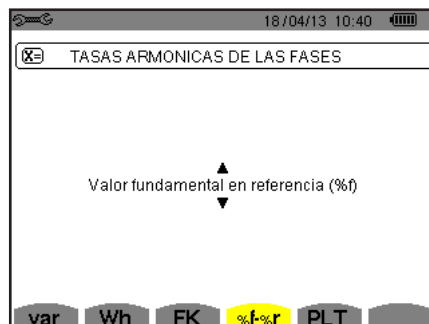 18/04/13 10:40
X= TASAS ARMONICAS DE LAS FASES
Valor fundamental en referencia (%f)
var Wh FK %f-%r PLT